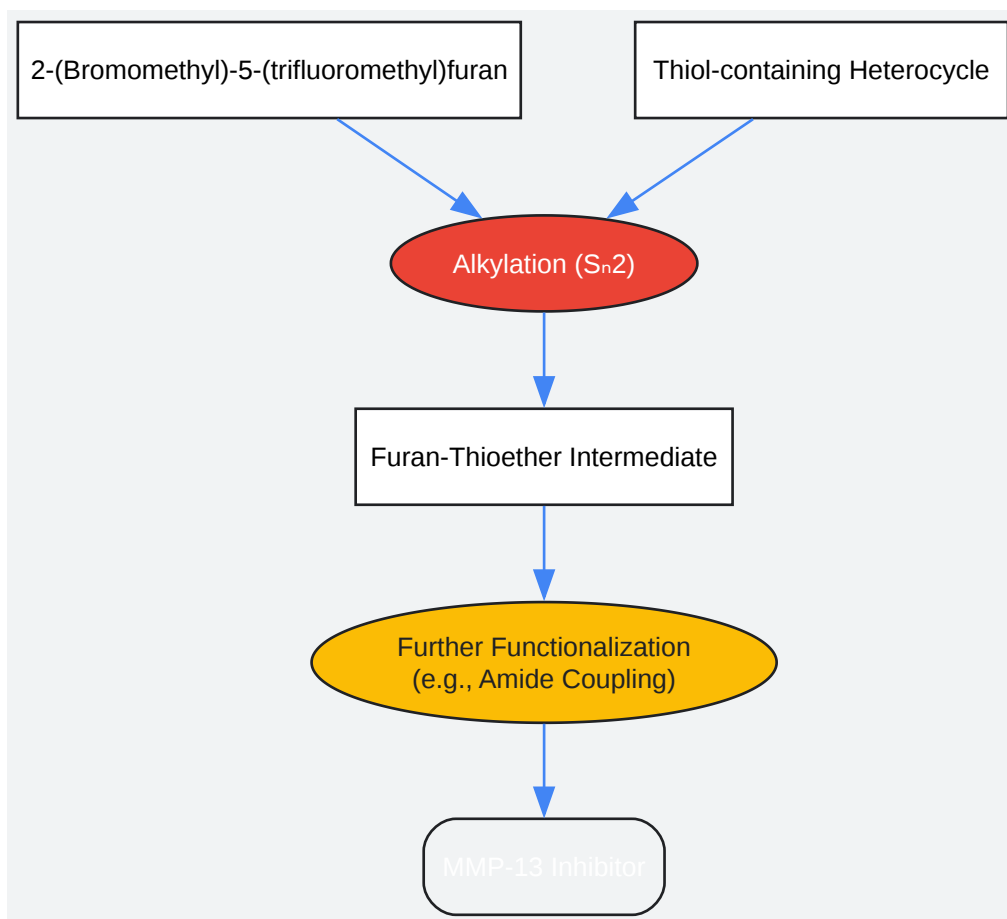 2-(Bromomethyl)-5-(trifluoromethyl)furan
Thiol-containing Heterocycle
Alkylation (Sₙ2)
Furan-Thioether Intermediate
Further Functionalization
(e.g., Amide Coupling)
MMP-13 Inhibitor